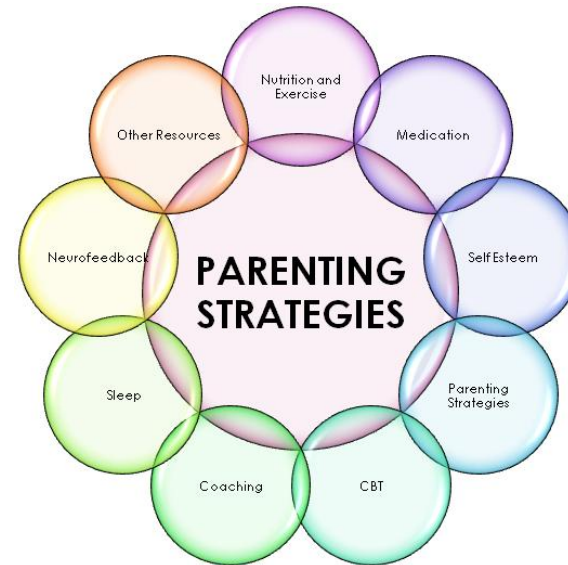 Nutrition and
Exercise
Medication
Self Esteem
Parenting
Strategies
CBT
Coaching
Sleep
Neurofeedback
Other Resources
PARENTING
STRATEGIES